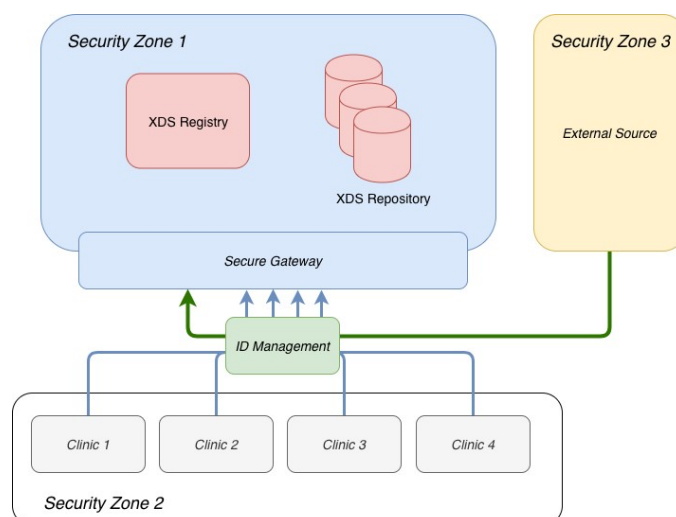 Security Zone 1
Security Zone 3
XDS Registry
External Source
XDS Repository
Secure Gateway
ID Management
Clinic 1
Clinic 2
Clinic 3
Clinic 4
Security Zone 2